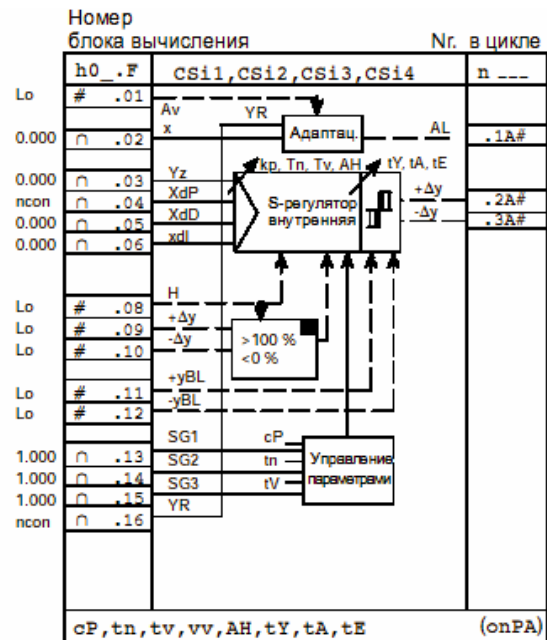 Номер
блока вычисления Nr. в цикле
h0_.F CSi1,CSi2,CSi3,CSi4 n ___
Lo # .01
Av YR
0.000 ∩ .02 x Адаптац. AL .1A#
kp, Tn, Tv, AH tY, tA, tE
0.000 ∩ .03 Yz
ncon ∩ .04 XdP +Δy .2A#
S-регулятор
внутренняя
0.000 ∩ .05 XdD -Δy .3A#
0.000 ∩ .06 xdI
Lo # .08 H
Lo # .09 +Δy
>100 %
Lo # .10 -Δy
<0 %
Lo # .11 +yBL
Lo # .12 -yBL
1.000 ∩ .13 SG1 cP
1.000 ∩ .14 SG2 tn
Управление
параметрами
1.000 ∩ .15 SG3 tV
ncon ∩ .16 YR
cP,tn,tv,vv,AH,tY,tA,tE (onPA)